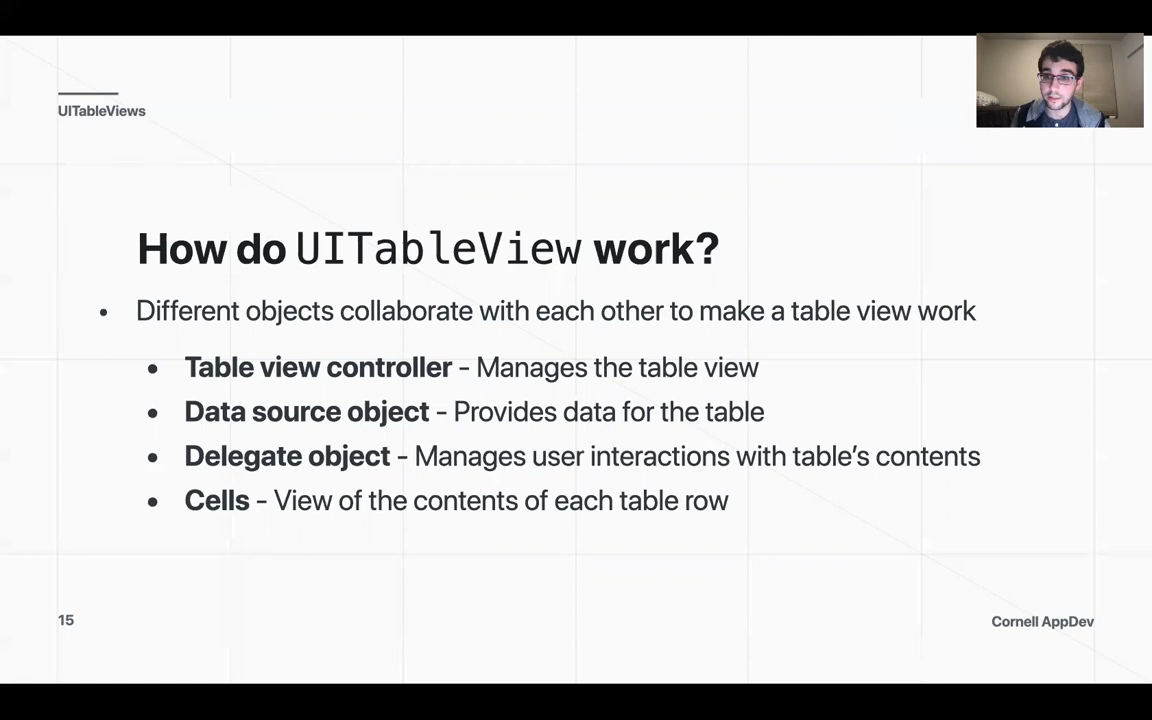 UITableViews
How do UITableView work?
• Different objects collaborate with each other to make a table view work
• Table view controller - Manages the table view
• Data source object - Provides data for the table
• Delegate object - Manages user interactions with table's contents
• Cells - View of the contents of each table row
15
Cornell AppDev